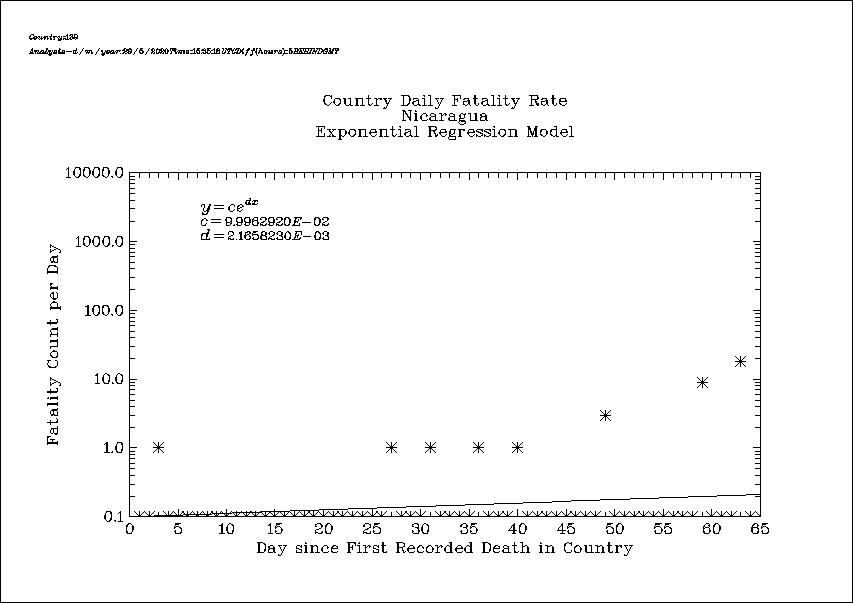 Country:139
Country Daily Fatality Rate
Nicaragua
Exponential Regression Model
10000.0
y=ce^dx
c=9.9962920E-02
d=2.1658230E-03
1000.0
100.0
10.0
1.0
0.1
Fatality Count per Day
0 5 10 15 20 25 30 35 40 45 50 55 60 65
Day since First Recorded Death in Country